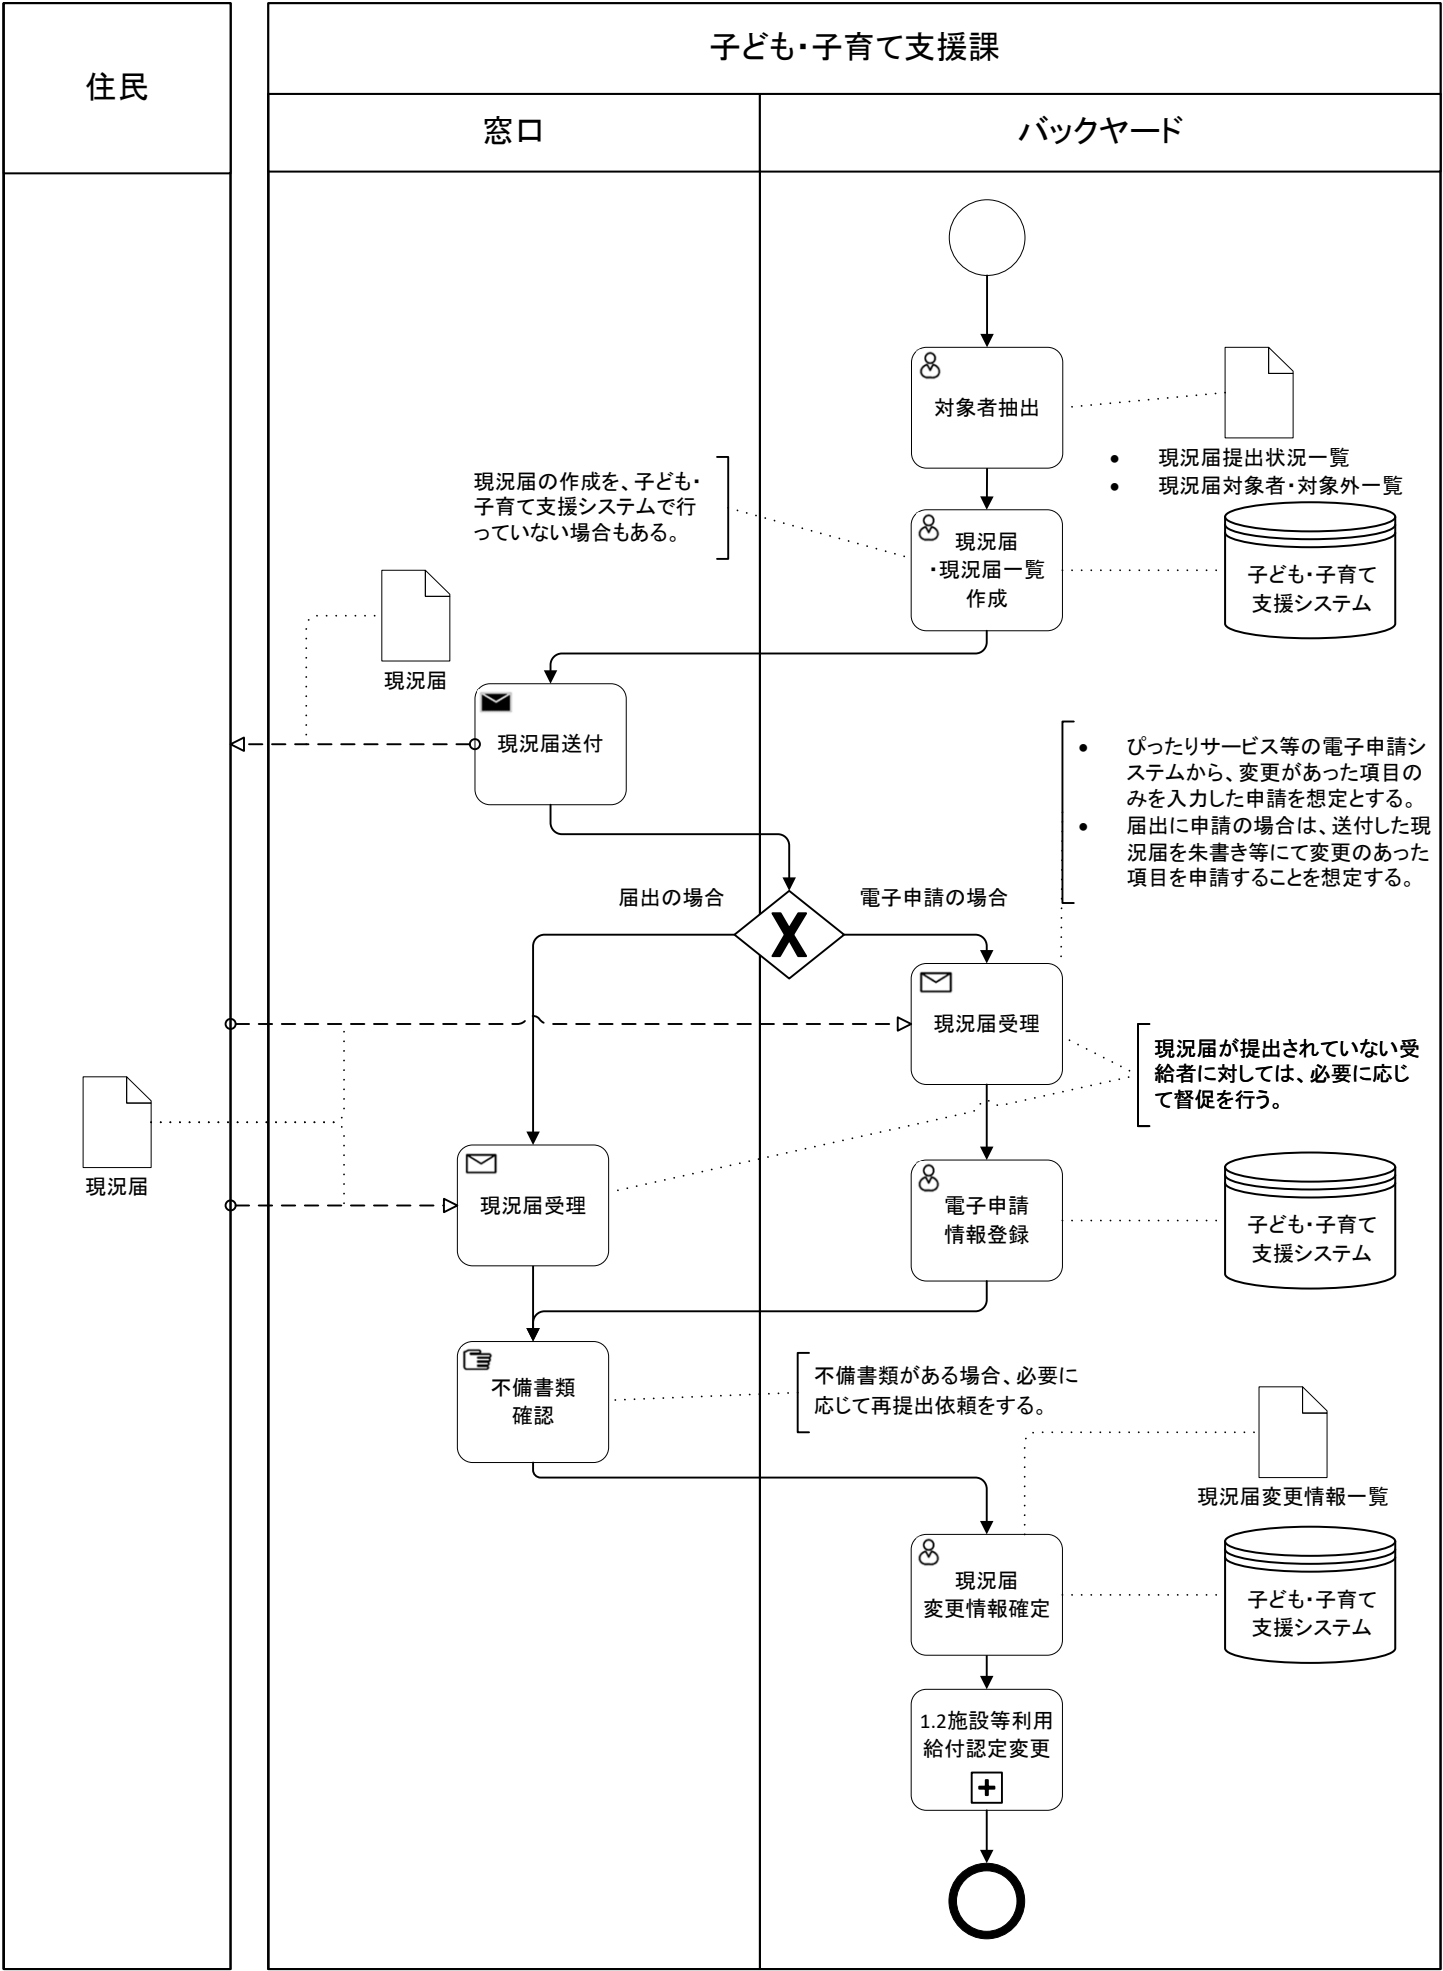 住民
子ども・子育て支援課
窓口
バックヤード
対象者抽出
• 現況届提出状況一覧
• 現況届対象者・対象外一覧
現況届の作成を、子ども・
子育て支援システムで行
っていない場合もある。
現況届
・現況届一覧
作成
子ども・子育て
支援システム
現況届
現況届送付
• ぴったりサービス等の電子申請シ
ステムから、変更があった項目の
みを入力した申請を想定とする。
• 届出に申請の場合は、送付した現
況届を朱書き等にて変更のあった
項目を申請することを想定する。
届出の場合
電子申請の場合
X
現況届受理
現況届が提出されていない受
給者に対しては、必要に応じ
て督促を行う。
現況届
現況届受理
電子申請
情報登録
子ども・子育て
支援システム
不備書類
確認
不備書類がある場合、必要に
応じて再提出依頼をする。
現況届変更情報一覧
現況届
変更情報確定
子ども・子育て
支援システム
1.2施設等利用
給付認定変更